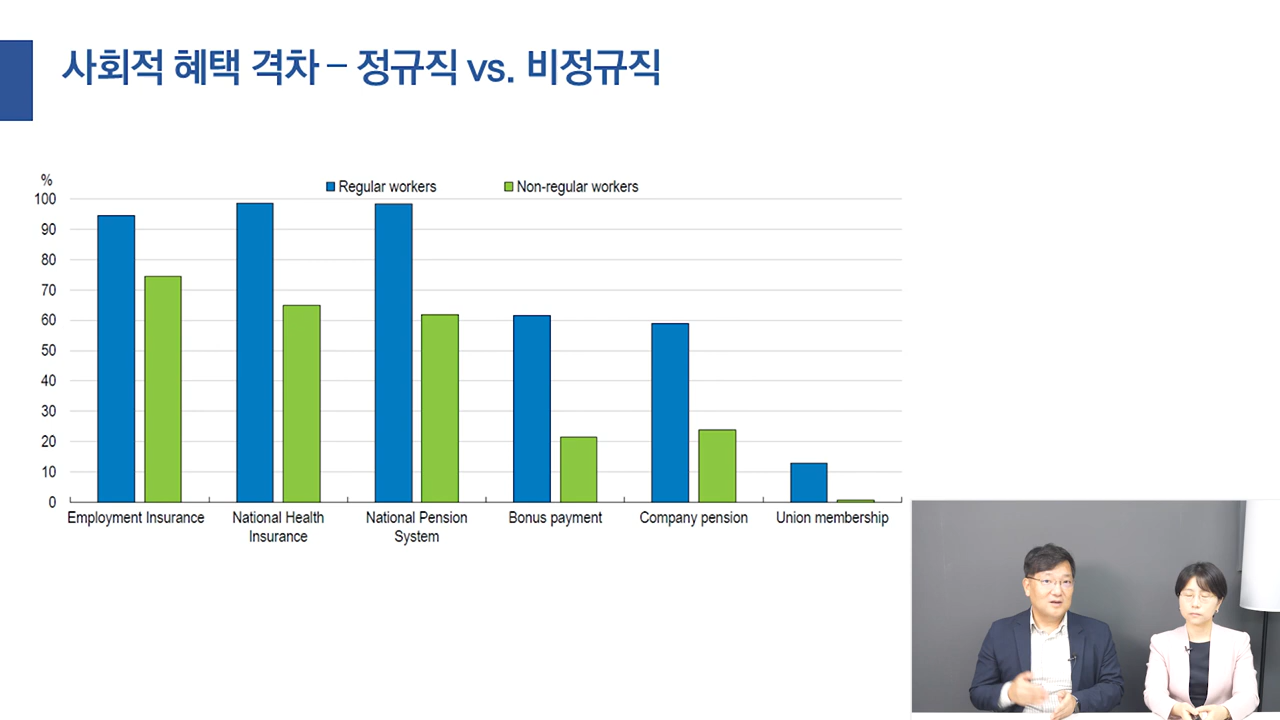 사회적 혜택 격차 – 정규직 vs. 비정규직
%
Regular workers
Non-regular workers
100
90
80
70
60
50
40
30
20
10
0
Employment Insurance
National Health
Insurance
National Pension
System
Bonus payment
Company pension
Union membership